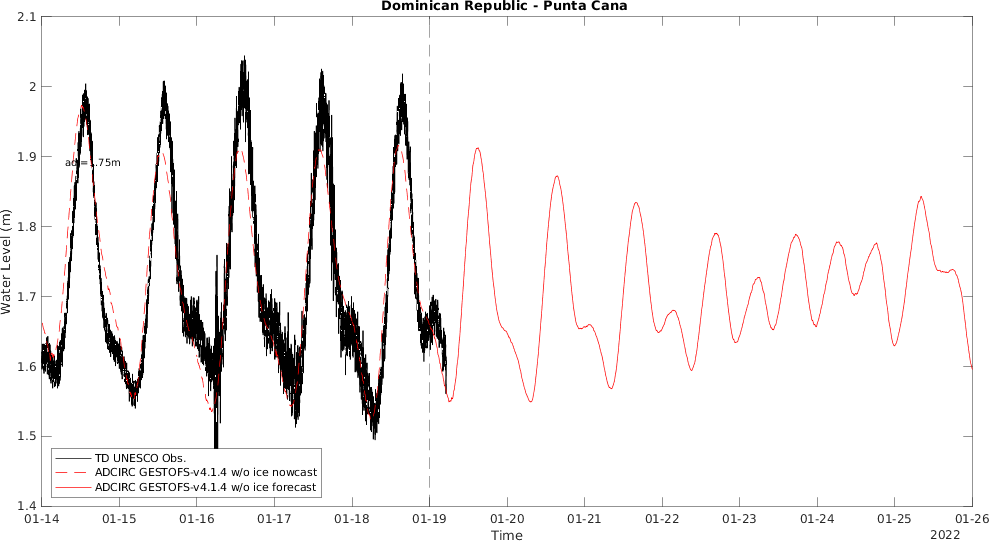 Dominican Republic - Punta Cana
2.1
2
1.9
1.8
1.7
1.6
1.5
1.4
Water Level (m)
TD UNESCO Obs.
ADCIRC GESTOFS-v4.1.4 w/o ice nowcast
ADCIRC GESTOFS-v4.1.4 w/o ice forecast
01-14 01-15 01-16 01-17 01-18 01-19 01-20 01-21 01-22 01-23 01-24 01-25 01-26
Time
2022